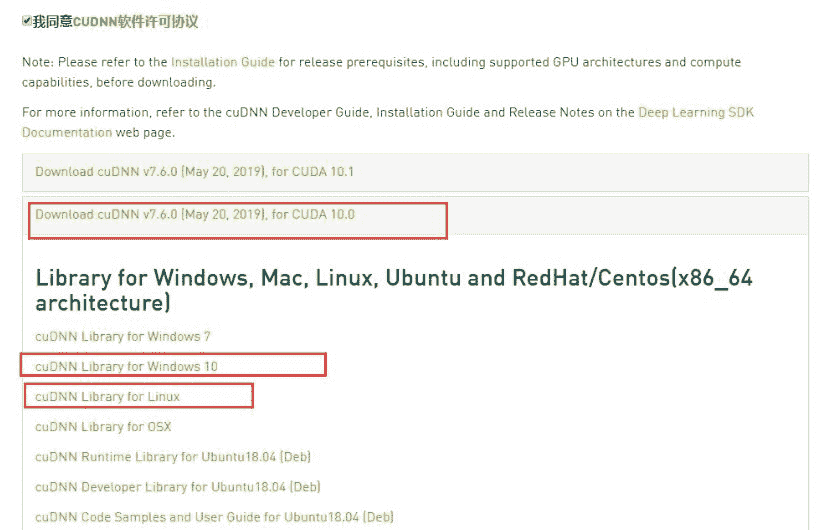 我同意CUDNN软件许可协议
Note: Please refer to the Installation Guide for release prerequisites, including supported GPU architectures and compute
capabilities, before downloading.
For more information, refer to the cuDNN Developer Guide, Installation Guide and Release Notes on the Deep Learning SDK
Documentation web page.
Download cuDNN v7.6.0 (May 20, 2019), for CUDA 10.1
Download cuDNN v7.6.0 (May 20, 2019), for CUDA 10.0
Library for Windows, Mac, Linux, Ubuntu and RedHat/Centos(x86_64
architecture)
cuDNN Library for Windows 7
cuDNN Library for Windows 10
cuDNN Library for Linux
cuDNN Library for OSX
cuDNN Runtime Library for Ubuntu18.04 (Deb)
cuDNN Developer Library for Ubuntu18.04 (Deb)
cuDNN Code Samples and User Guide for Ubuntu18.04 (Deb)